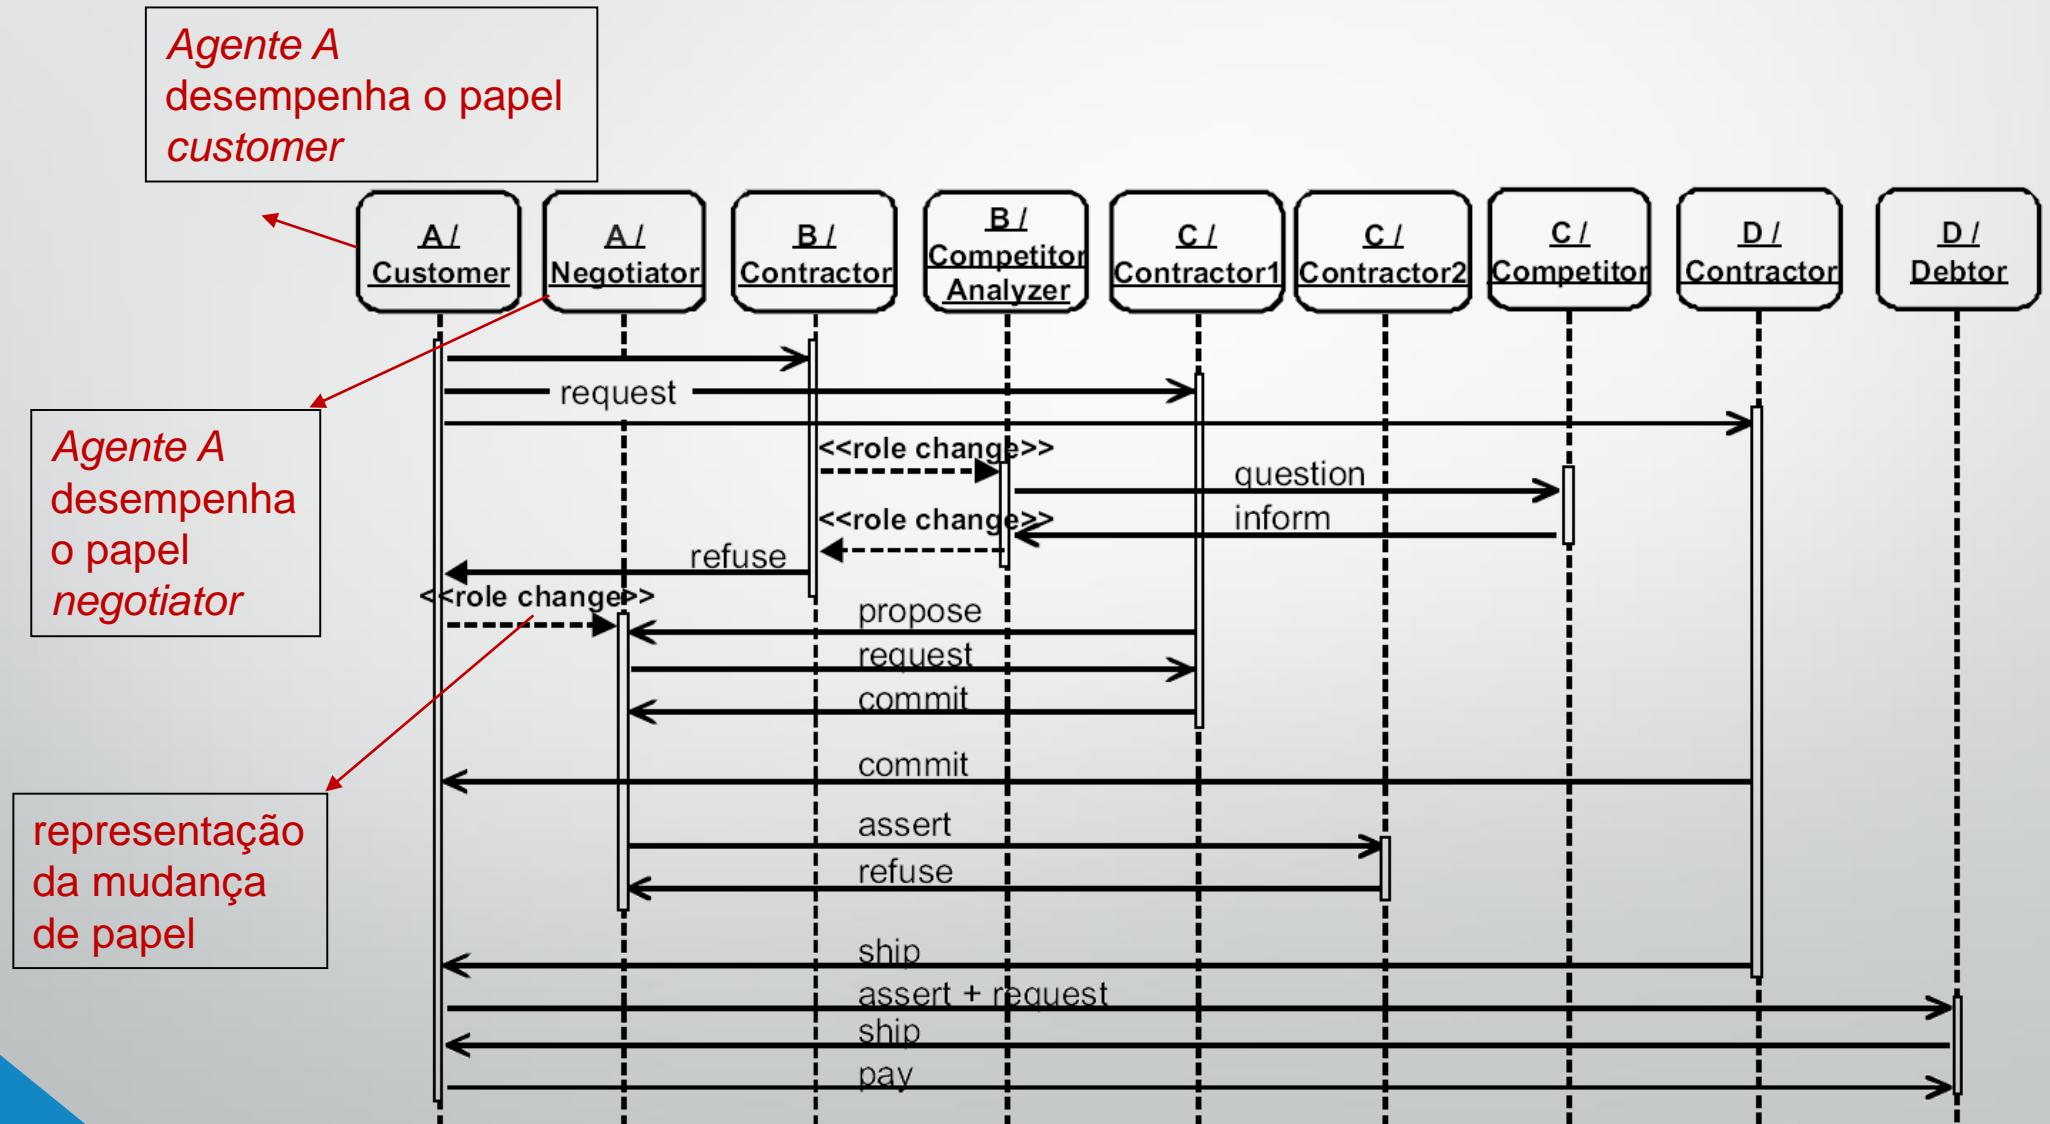 Agente A
desempenha o papel
customer
A /
Customer
A /
Negotiator
B /
Contractor
B /
Competitor
Analyzer
C /
Contractor1
C /
Contractor2
C /
Competitor
D /
Contractor
D /
Debtor
request
<<role change>>
question
<<role change>>
inform
refuse
<<role change>>
propose
request
commit
commit
assert
refuse
ship
assert + request
ship
pay
Agente A
desempenha
o papel
negotiator
representação
da mudança
de papel